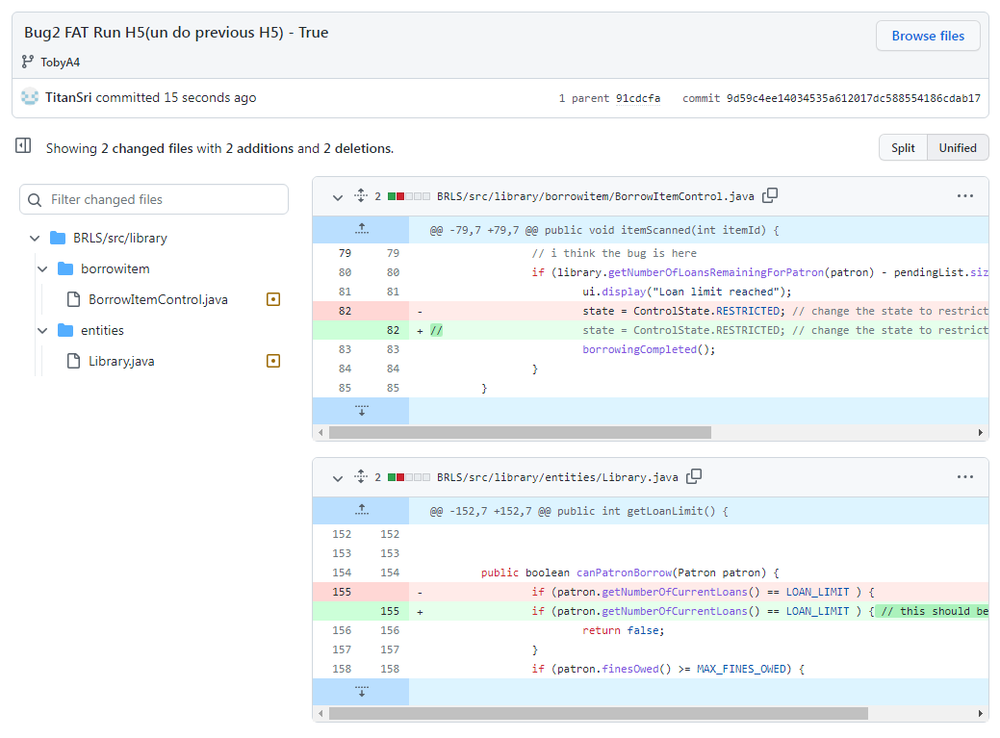 Bug2 FAT Run H5(un do previous H5) - True
Browse files
TobyA4
TitanSri committed 15 seconds ago
1 parent 91cdcfa commit 9d59c4ee14034535a612017dc588554186cdab17
Showing 2 changed files with 2 additions and 2 deletions.
Split Unified
Filter changed files
BRLS/src/library
borrowitem
BorrowItemControl.java
entities
Library.java
2 BRLS/src/library/borrowitem/BorrowItemControl.java
@@ -79,7 +79,7 @@ public void itemScanned(int itemId) {
79 79 // i think the bug is here
80 80 if (library.getNumberOfLoansRemainingForPatron(patron) - pendingList.siz
81 81 ui.display("Loan limit reached");
82 - state = ControlState.RESTRICTED; // change the state to restrict
82 + // state = ControlState.RESTRICTED; // change the state to restrict
83 83 borrowingCompleted();
84 84 }
85 85 }
2 BRLS/src/library/entities/Library.java
@@ -152,7 +152,7 @@ public int getLoanLimit() {
152 152
153 153
154 154 public boolean canPatronBorrow(Patron patron) {
155 - if (patron.getNumberOfCurrentLoans() == LOAN_LIMIT ) {
155 + if (patron.getNumberOfCurrentLoans() == LOAN_LIMIT ) { // this should be
156 156 return false;
157 157 }
158 158 if (patron.finesOwed() >= MAX_FINES_OWED) {